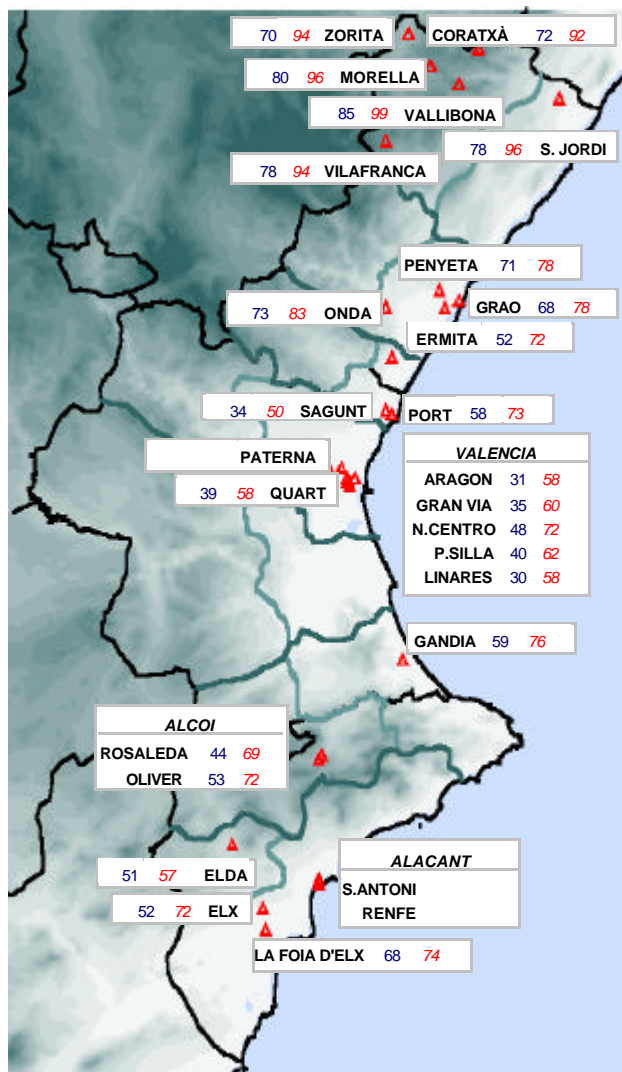 70 94 ZORITA
CORATXÀ 72 92
80 96 MORELLA
85 99 VALLIBONA
78 96 S. JORDI
78 94 VILAFRANCA
PENYETA 71 78
73 83 ONDA
GRAO 68 78
ERMITA 52 72
34 50 SAGUNT
PORT 58 73
PATERNA
39 58 QUART
VALENCIA
ARAGON 31 58
GRAN VIA 35 60
N.CENTRO 48 72
P.SILLA 40 62
LINARES 30 58
GANDIA 59 76
ALCOI
ROSALEDA 44 69
OLIVER 53 72
51 57 ELDA
52 72 ELX
ALACANT
S.ANTONI
RENFE
LA FOIA D'ELX 68 74